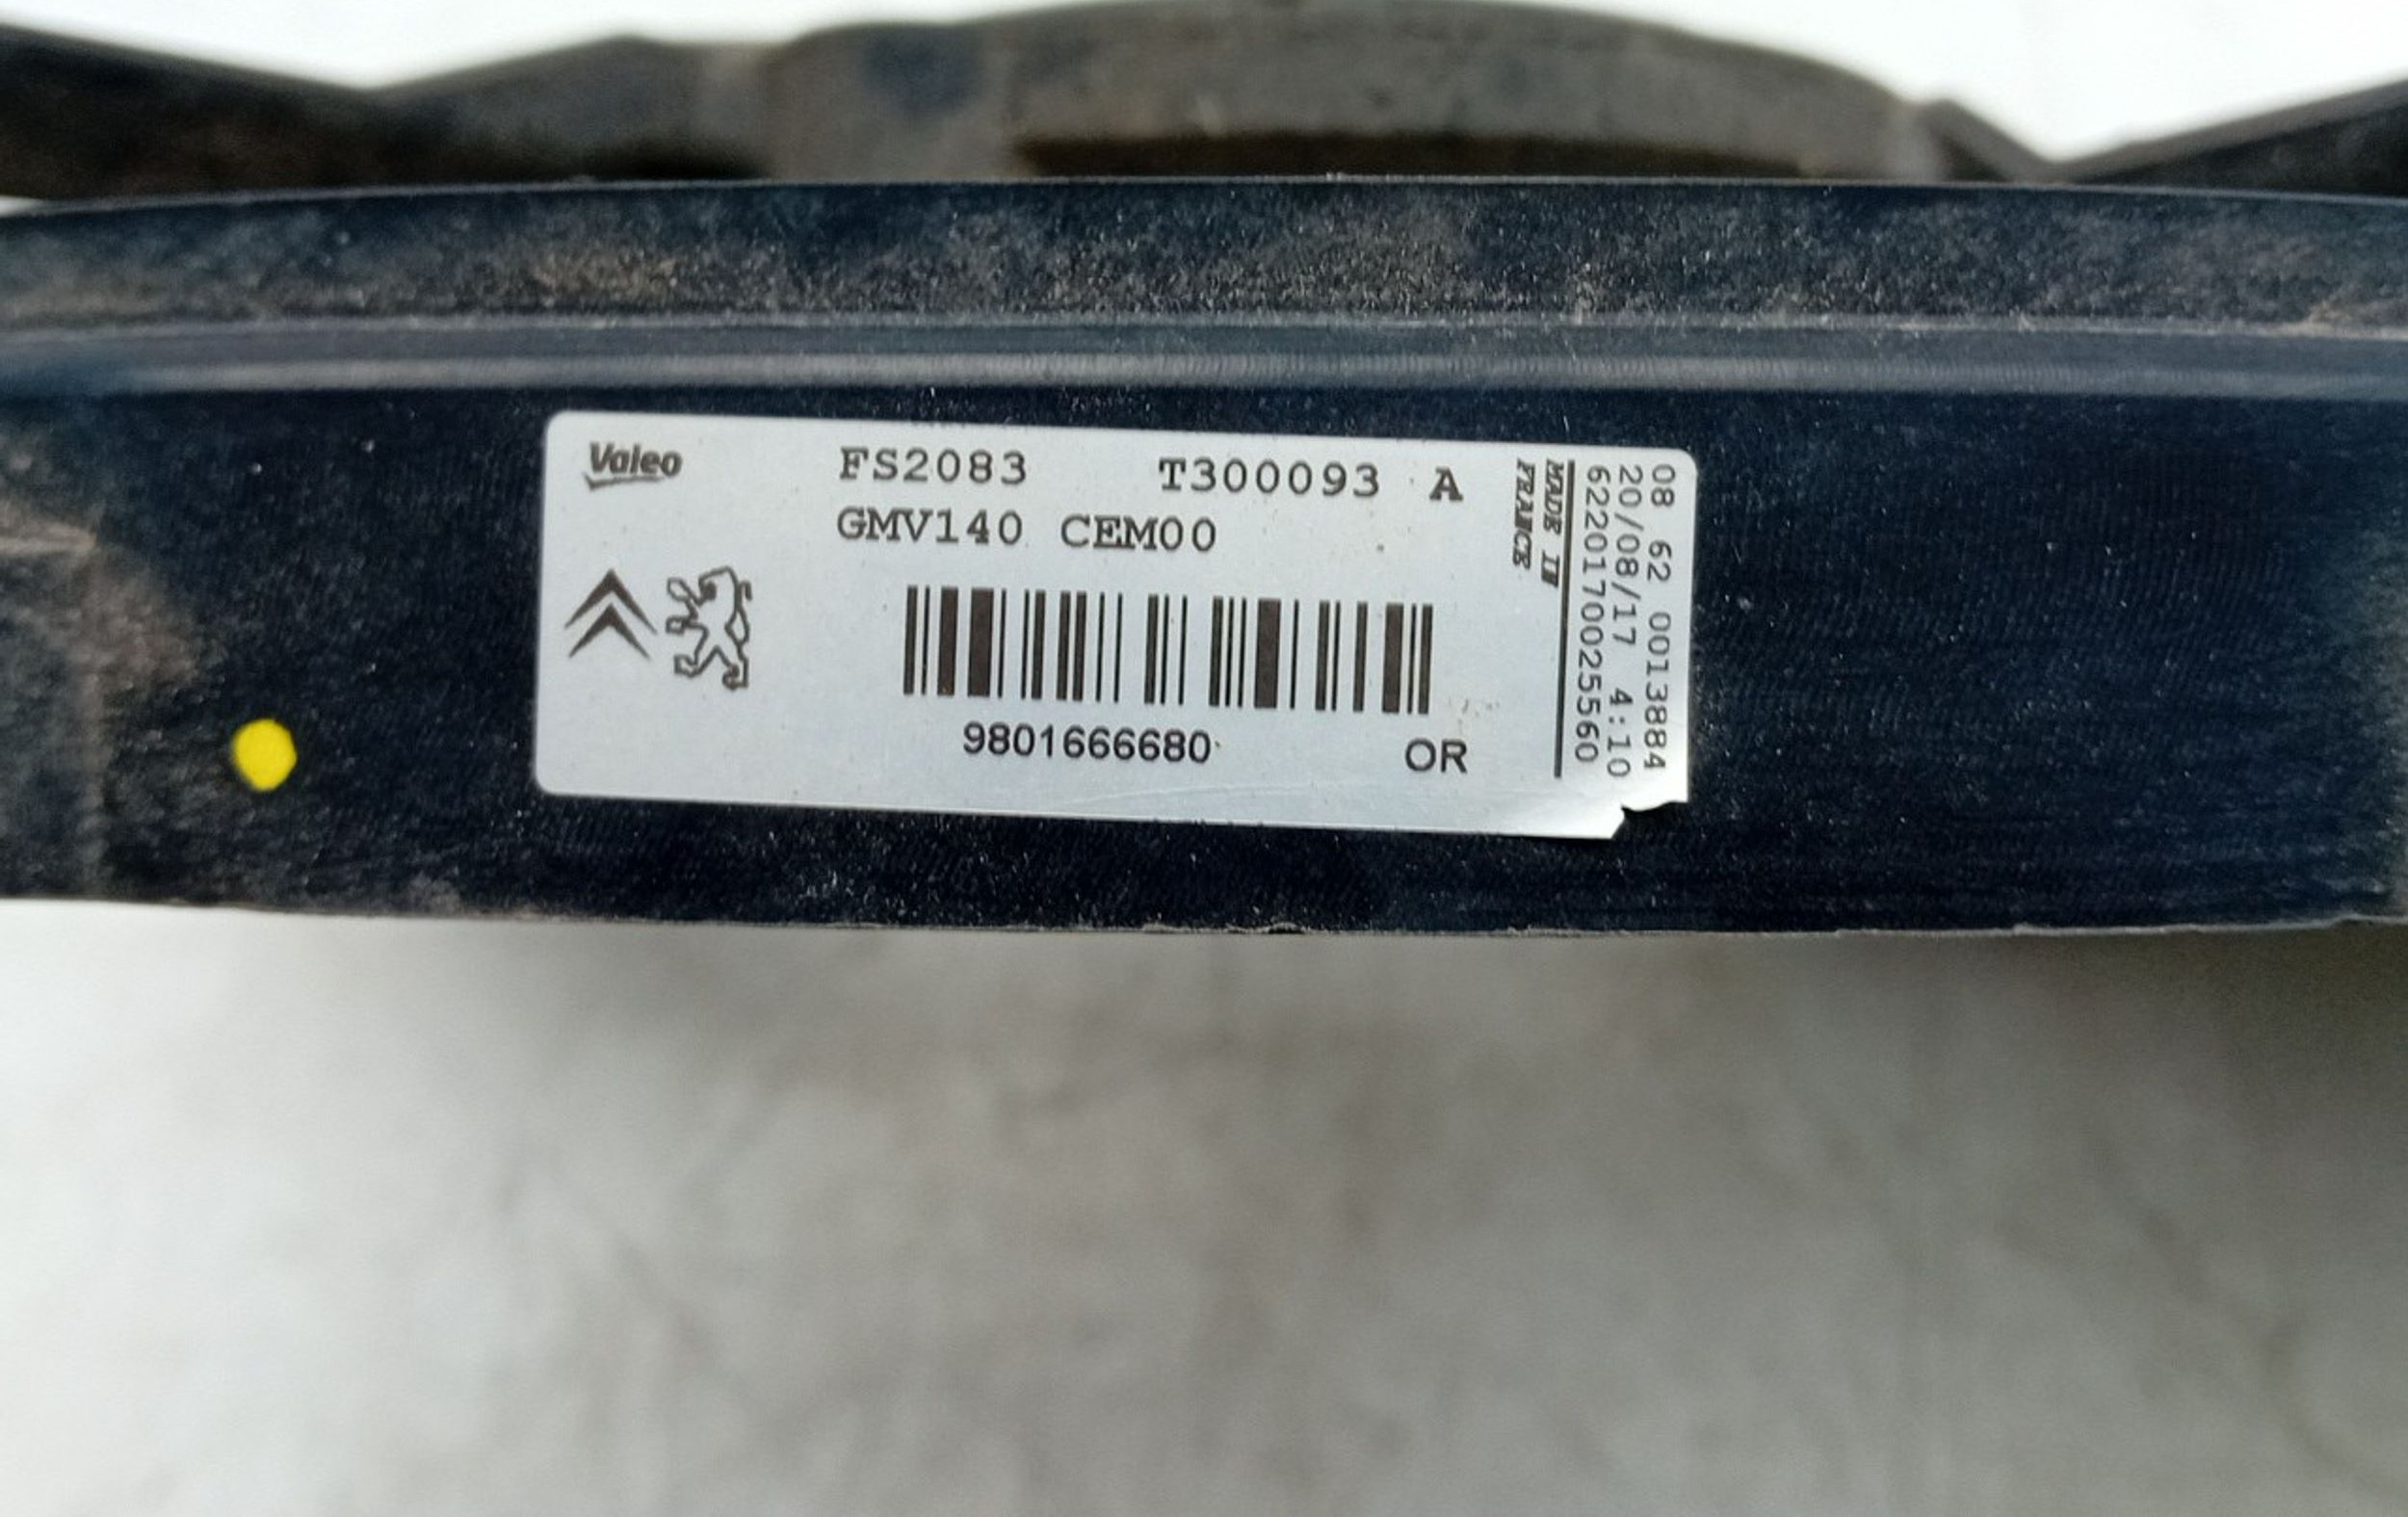 Valeo
FS2083 T300093 A
GMV140 CEM00
9801666680 OR
MADE IN
FRANCE
08 62 0013884
20/08/17 4:10
6220170025560